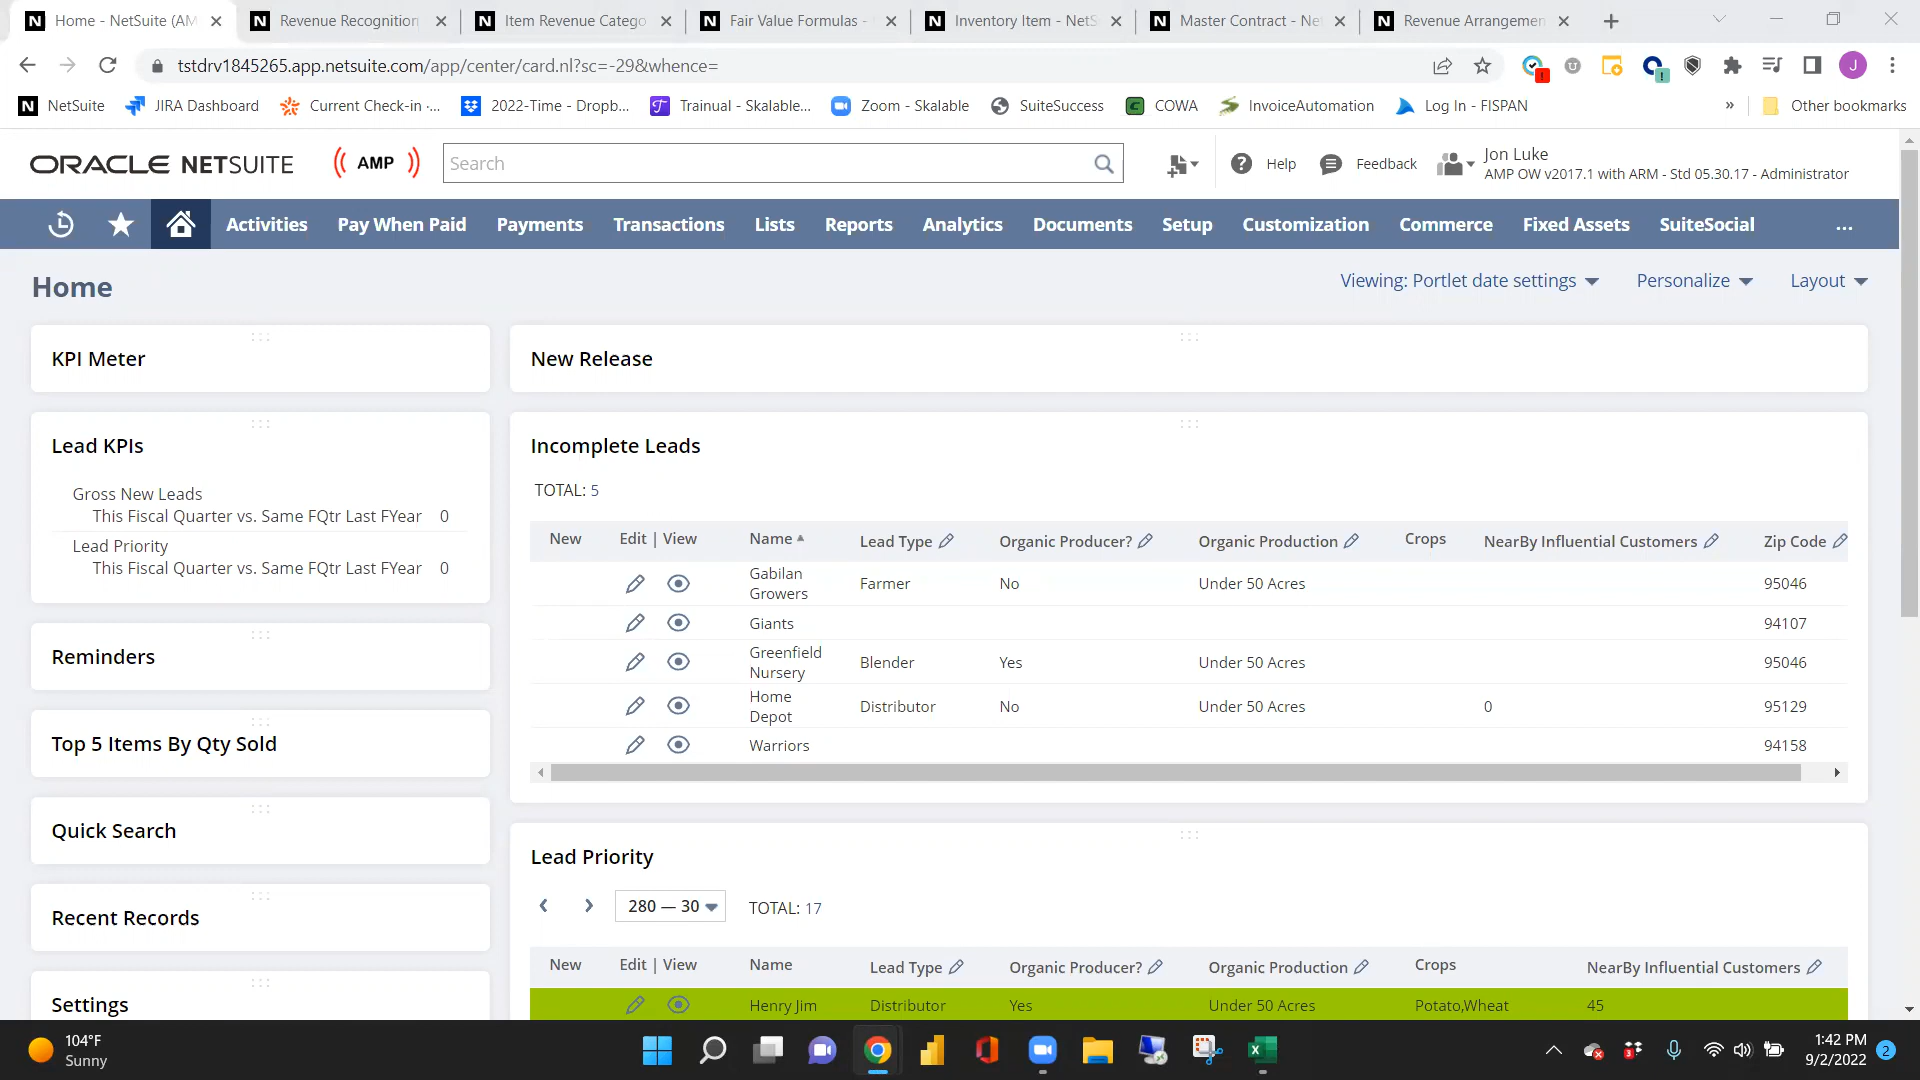 Home - NetSuite (AM
Revenue Recognition
Item Revenue Catego
Fair Value Formulas -
Inventory Item - NetS
Master Contract - Net
Revenue Arrangemen
tstdrv1845265.app.netsuite.com/app/center/card.nl?sc=-29&whence=
J
NetSuite
JIRA Dashboard
Current Check-in ·...
2022-Time - Dropb...
Trainual - Skalable...
Zoom - Skalable
SuiteSuccess
COWA
InvoiceAutomation
Log In - FISPAN
»
Other bookmarks
ORACLE NETSUITE
AMP
Search
Help
Feedback
Jon Luke
AMP OW v2017.1 with ARM - Std 05.30.17 - Administrator
Activities
Pay When Paid
Payments
Transactions
Lists
Reports
Analytics
Documents
Setup
Customization
Commerce
Fixed Assets
SuiteSocial
...
Home
Viewing: Portlet date settings
Personalize
Layout
KPI Meter
Lead KPIs
Gross New Leads
This Fiscal Quarter vs. Same FQtr Last FYear 0
Lead Priority
This Fiscal Quarter vs. Same FQtr Last FYear 0
Reminders
Top 5 Items By Qty Sold
Quick Search
Recent Records
Settings
New Release
Incomplete Leads
TOTAL: 5
New Edit | View Name Lead Type Organic Producer? Organic Production Crops NearBy Influential Customers Zip Code
Gabilan Growers Farmer No Under 50 Acres 95046
Giants 94107
Greenfield Nursery Blender Yes Under 50 Acres 95046
Home Depot Distributor No Under 50 Acres 0 95129
Warriors 94158
Lead Priority
280 — 30
TOTAL: 17
New Edit | View Name Lead Type Organic Producer? Organic Production Crops NearBy Influential Customers
Henry Jim Distributor Yes Under 50 Acres Potato,Wheat 45
104°F
Sunny
1:42 PM
9/2/2022
2